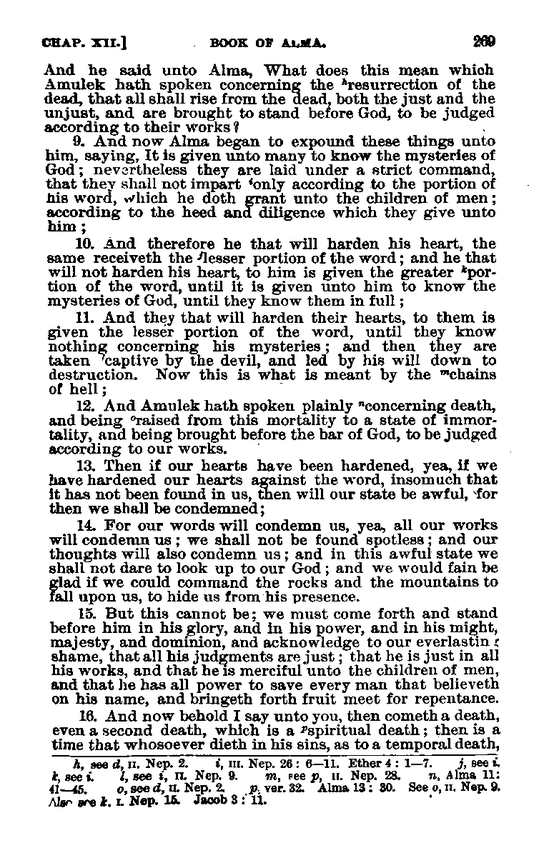 CHAP. XII.] BOOK OF ALMA. 269
And he said unto Alma, What does this mean which
Amulek hath spoken concerning the ʰresurrection of the
dead, that all shall rise from the dead, both the just and the
unjust, and are brought to stand before God, to be judged
according to their works?
9. And now Alma began to expound these things unto
him, saying, It is given unto many to know the mysteries of
God; nevertheless they are laid under a strict command,
that they shall not impart ⁱonly according to the portion of
his word, which he doth grant unto the children of men;
according to the heed and diligence which they give unto
him;
10. And therefore he that will harden his heart, the
same receiveth the ʲlesser portion of the word; and he that
will not harden his heart, to him is given the greater ᵏpor-
tion of the word, until it is given unto him to know the
mysteries of God, until they know them in full;
11. And they that will harden their hearts, to them is
given the lesser portion of the word, until they know
nothing concerning his mysteries; and then they are
taken ˡcaptive by the devil, and led by his will down to
destruction. Now this is what is meant by the ᵐchains
of hell;
12. And Amulek hath spoken plainly ⁿconcerning death,
and being ᵒraised from this mortality to a state of immor-
tality, and being brought before the bar of God, to be judged
according to our works.
13. Then if our hearts have been hardened, yea, if we
have hardened our hearts against the word, insomuch that
it has not been found in us, then will our state be awful, for
then we shall be condemned;
14. For our words will condemn us, yea, all our works
will condemn us; we shall not be found spotless; and our
thoughts will also condemn us; and in this awful state we
shall not dare to look up to our God; and we would fain be
glad if we could command the rocks and the mountains to
fall upon us, to hide us from his presence.
15. But this cannot be; we must come forth and stand
before him in his glory, and in his power, and in his might,
majesty, and dominion, and acknowledge to our everlasting
shame, that all his judgments are just; that he is just in all
his works, and that he is merciful unto the children of men,
and that he has all power to save every man that believeth
on his name, and bringeth forth fruit meet for repentance.
16. And now behold I say unto you, then cometh a death,
even a second death, which is a ᵖspiritual death; then is a
time that whosoever dieth in his sins, as to a temporal death,
h, see d, II. Nep. 2. i, III. Nep. 26: 6—11. Ether 4: 1—7. j, see i.
k, see i. l, see i, II. Nep. 9. m, see p, II. Nep. 28. n, Alma 11:
41—45. o, see d, II. Nep. 2. p, ver. 32. Alma 13: 30. See o, II. Nep. 9.
Also see k, I. Nep. 15. Jacob 3: 11.